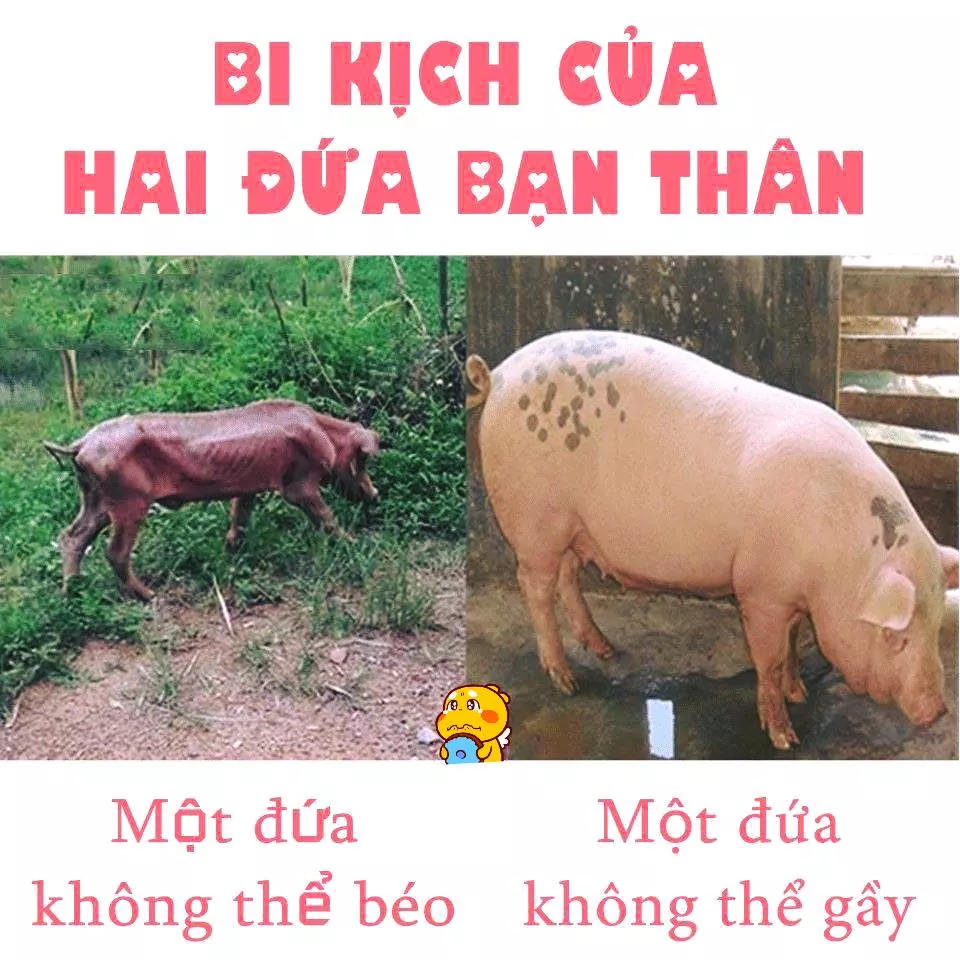 BI KỊCH CỦA
HAI ĐỨA BẠN THÂN
Một đứa
không thể béo
Một đứa
không thể gầy